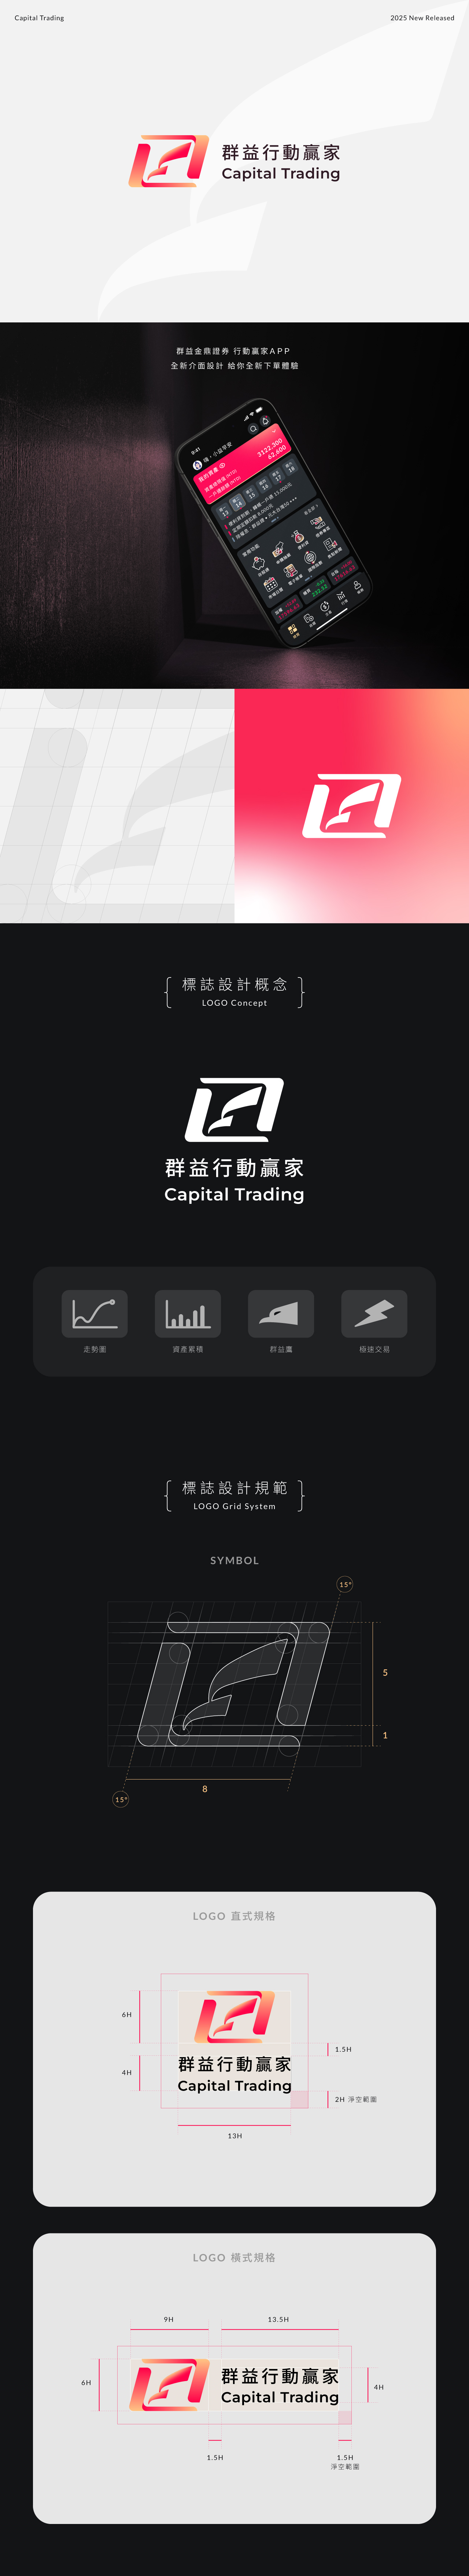 Capital Trading
2025 New Released
群益行動贏家
Capital Trading
群益金鼎證券 行動贏家APP
全新介面設計 給你全新下單體驗
9:41
3122,300
62,600
標誌設計概念
LOGO Concept
群益行動贏家
Capital Trading
走勢圖
資產累積
群益鷹
極速交易
標誌設計規範
LOGO Grid System
SYMBOL
15°
5
1
8
15°
LOGO 直式規格
6H
群益行動贏家
1.5H
4H
Capital Trading
2H 淨空範圍
13H
LOGO 橫式規格
9H
13.5H
6H
群益行動贏家
Capital Trading
4H
1.5H
1.5H
淨空範圍